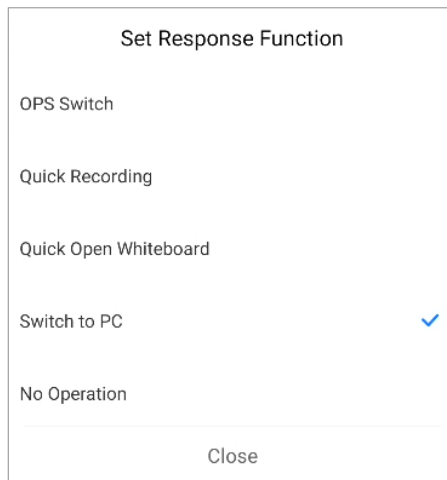 Set Response Function
OPS Switch
Quick Recording
Quick Open Whiteboard
Switch to PC
No Operation
Close